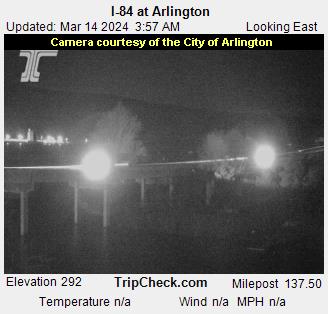 I-84 at Arlington
Updated: Mar 14 2024 3:57 AM Looking East
Camera courtesy of the City of Arlington
Elevation 292 TripCheck.com Milepost 137.50
Temperature n/a Wind n/a MPH n/a